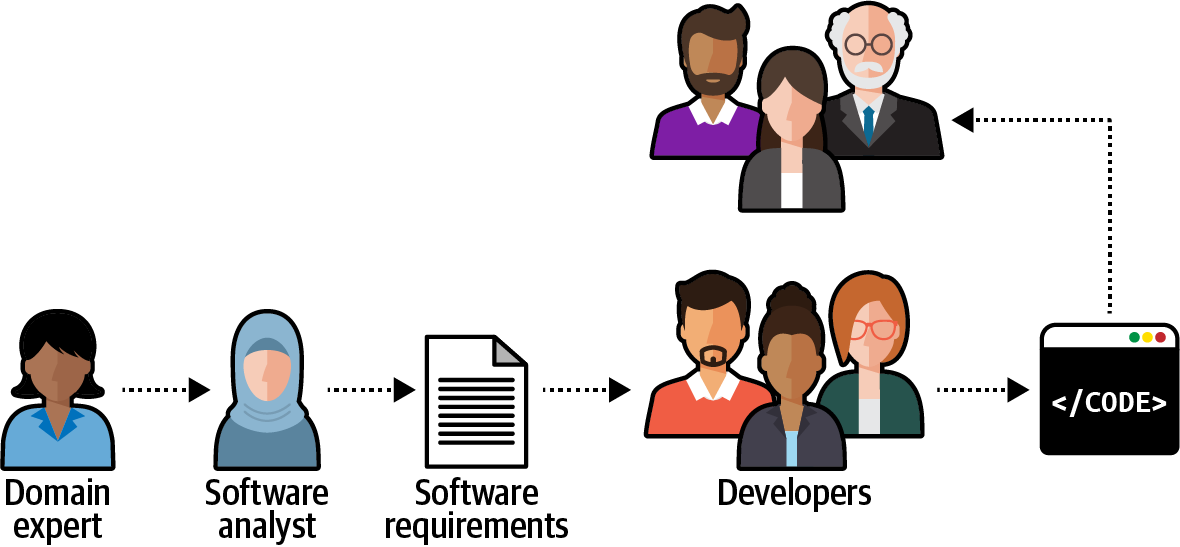 </CODE>
Domain
expert
Software
analyst
Software
requirements
Developers